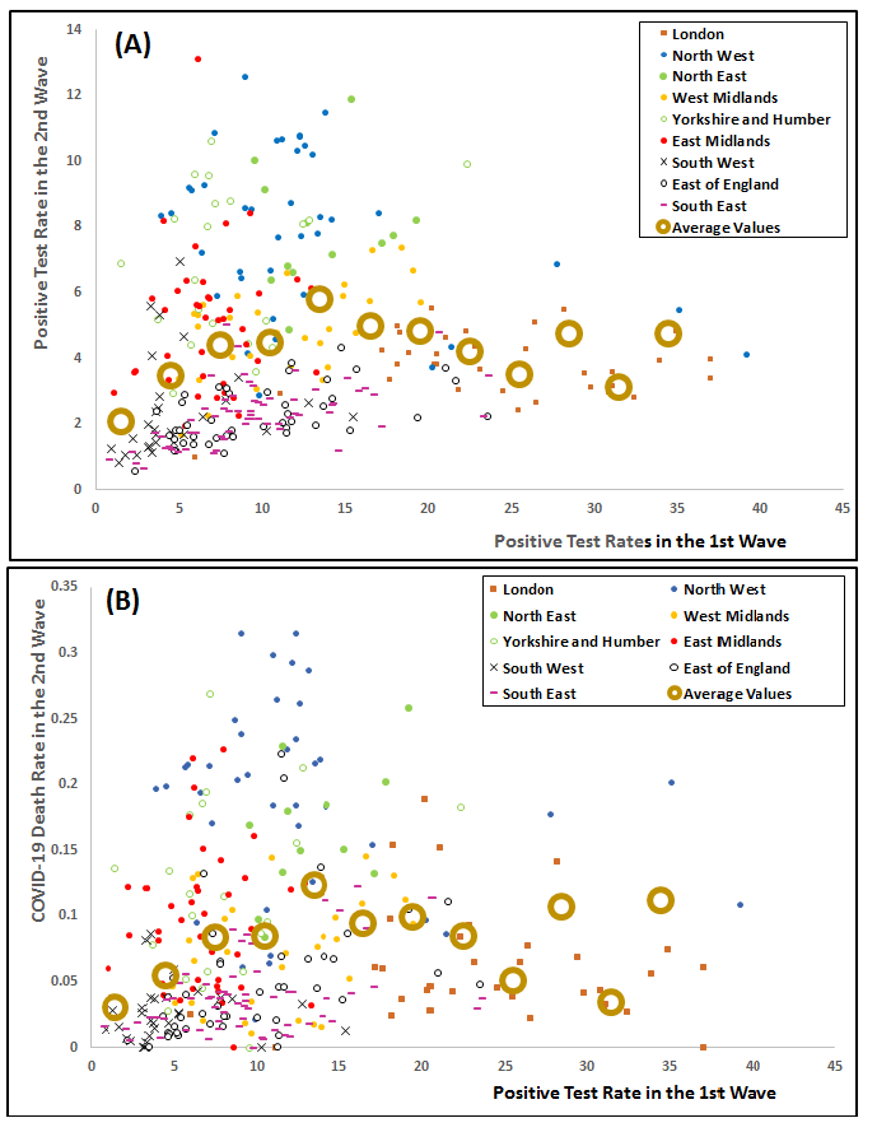 (A)
Positive Test Rate in the 2nd Wave
14
12
10
8
6
4
2
0
London
North West
North East
West Midlands
Yorkshire and Humber
East Midlands
South West
East of England
South East
Average Values
0 5 10 15 20 25 30 35 40 45
Positive Test Rates in the 1st Wave
(B)
COVID-19 Death Rate in the 2nd Wave
0.35
0.3
0.25
0.2
0.15
0.1
0.05
0
London North West
North East West Midlands
Yorkshire and Humber East Midlands
South West East of England
South East Average Values
0 5 10 15 20 25 30 35 40 45
Positive Test Rate in the 1st Wave